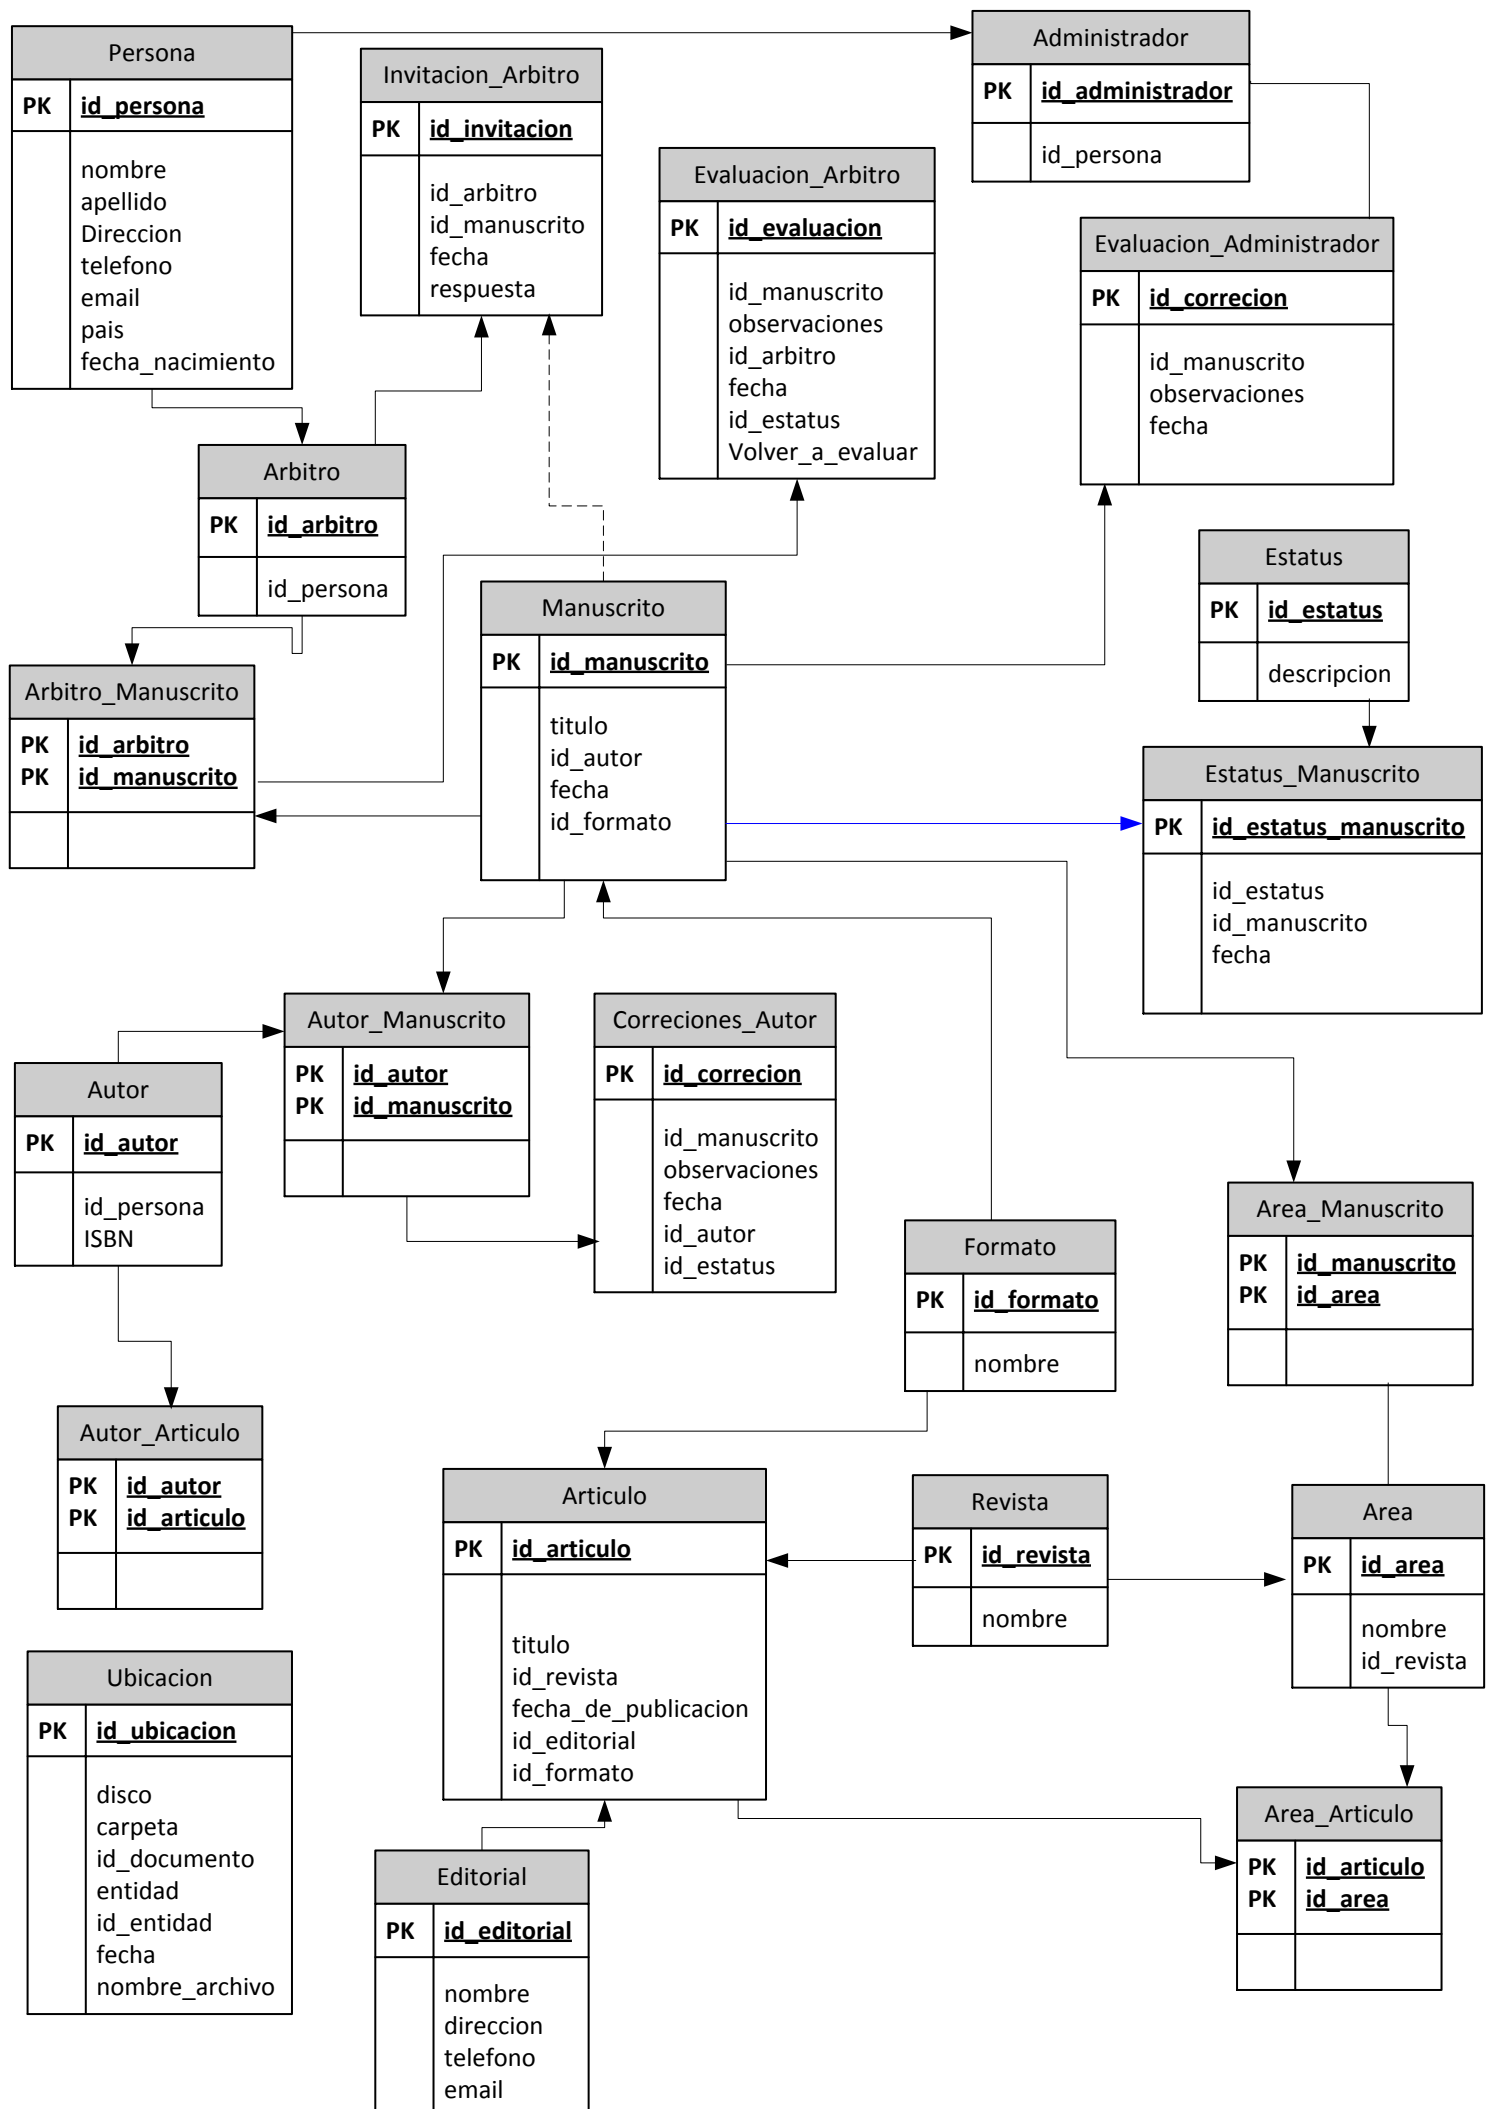 Persona
PK id_persona
nombre
apellido
Direccion
telefono
email
pais
fecha_nacimiento
Invitacion_Arbitro
PK id_invitacion
id_arbitro
id_manuscrito
fecha
respuesta
Administrador
PK id_administrador
id_persona
Evaluacion_Arbitro
PK id_evaluacion
id_manuscrito
observaciones
id_arbitro
fecha
id_estatus
Volver_a_evaluar
Evaluacion_Administrador
PK id_correcion
id_manuscrito
observaciones
fecha
Arbitro
PK id_arbitro
id_persona
Estatus
PK id_estatus
descripcion
Manuscrito
PK id_manuscrito
titulo
id_autor
fecha
id_formato
Arbitro_Manuscrito
PK id_arbitro
PK id_manuscrito
Estatus_Manuscrito
PK id_estatus_manuscrito
id_estatus
id_manuscrito
fecha
Autor_Manuscrito
PK id_autor
PK id_manuscrito
Correciones_Autor
PK id_correcion
id_manuscrito
observaciones
fecha
id_autor
id_estatus
Autor
PK id_autor
id_persona
ISBN
Formato
PK id_formato
nombre
Area_Manuscrito
PK id_manuscrito
PK id_area
Autor_Articulo
PK id_autor
PK id_articulo
Articulo
PK id_articulo
titulo
id_revista
fecha_de_publicacion
id_editorial
id_formato
Revista
PK id_revista
nombre
Area
PK id_area
nombre
id_revista
Ubicacion
PK id_ubicacion
disco
carpeta
id_documento
entidad
id_entidad
fecha
nombre_archivo
Area_Articulo
PK id_articulo
PK id_area
Editorial
PK id_editorial
nombre
direccion
telefono
email